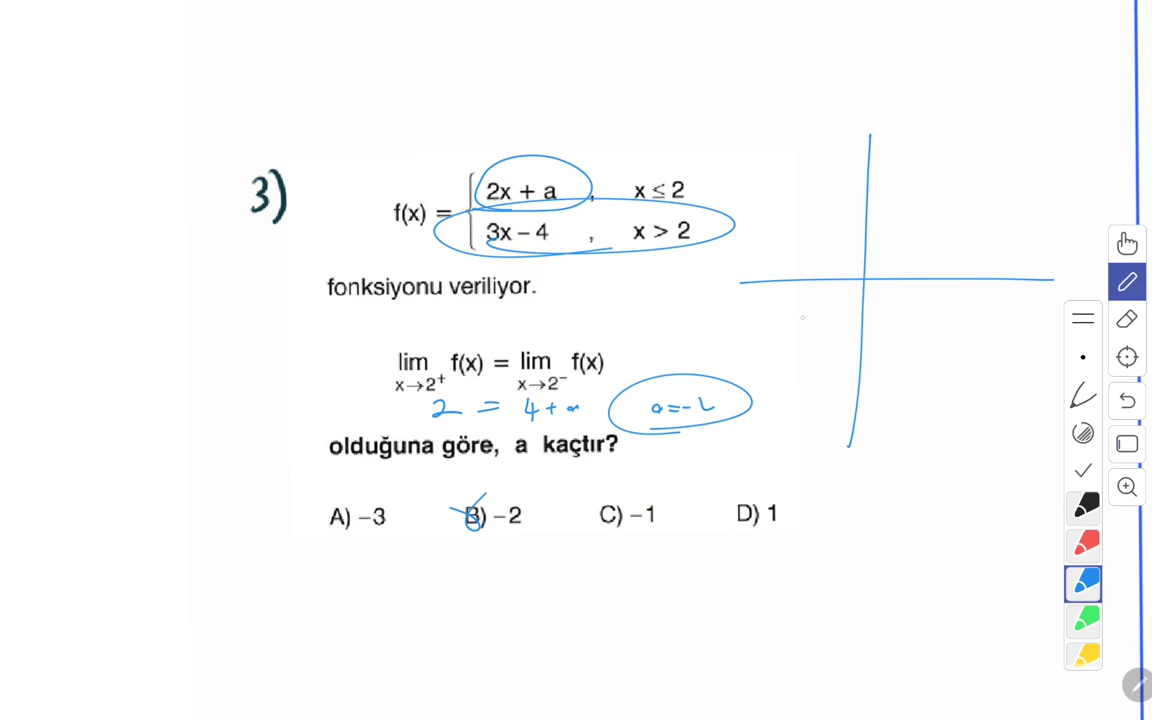 3)
f(x) = { 2x + a , x ≤ 2
3x – 4 , x > 2
fonksiyonu veriliyor.
lim x→2⁺ f(x) = lim x→2⁻ f(x)
2 = 4 + a a = -2
olduğuna göre, a kaçtır?
A) –3 B) –2 C) –1 D) 1